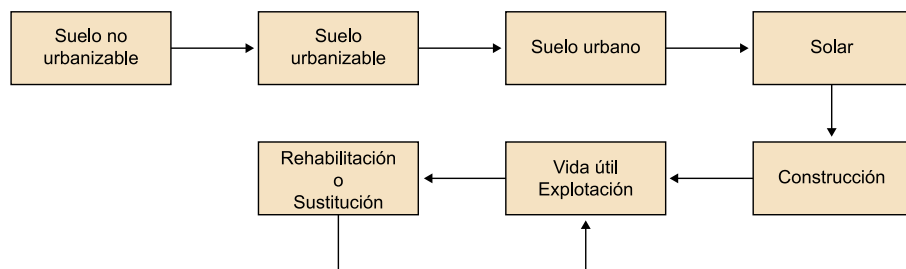 Suelo no
urbanizable
Suelo
urbanizable
Suelo urbano
Solar
Rehabilitación
o
Sustitución
Vida útil
Explotación
Construcción